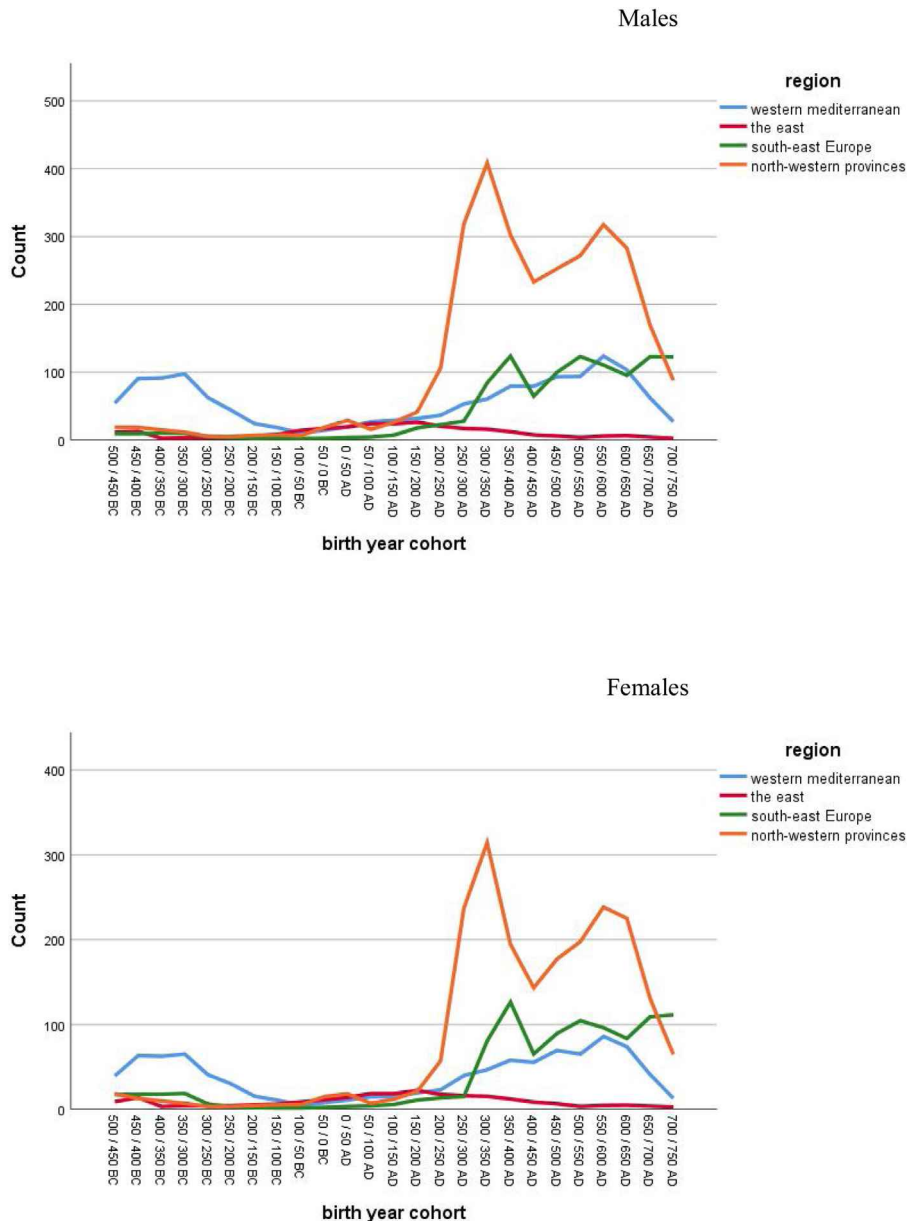 Males
region
western mediterranean
the east
south-east Europe
north-western provinces
500
400
300
200
100
0
Count
500 / 450 BC
450 / 400 BC
400 / 350 BC
350 / 300 BC
300 / 250 BC
250 / 200 BC
200 / 150 BC
150 / 100 BC
100 / 50 BC
50 / 0 BC
0 / 50 AD
50 / 100 AD
100 / 150 AD
150 / 200 AD
200 / 250 AD
250 / 300 AD
300 / 350 AD
350 / 400 AD
400 / 450 AD
450 / 500 AD
500 / 550 AD
550 / 600 AD
600 / 650 AD
650 / 700 AD
700 / 750 AD
birth year cohort
Females
region
western mediterranean
the east
south-east Europe
north-western provinces
400
300
200
100
0
Count
500 / 450 BC
450 / 400 BC
400 / 350 BC
350 / 300 BC
300 / 250 BC
250 / 200 BC
200 / 150 BC
150 / 100 BC
100 / 50 BC
50 / 0 BC
0 / 50 AD
50 / 100 AD
100 / 150 AD
150 / 200 AD
200 / 250 AD
250 / 300 AD
300 / 350 AD
350 / 400 AD
400 / 450 AD
450 / 500 AD
500 / 550 AD
550 / 600 AD
600 / 650 AD
650 / 700 AD
700 / 750 AD
birth year cohort